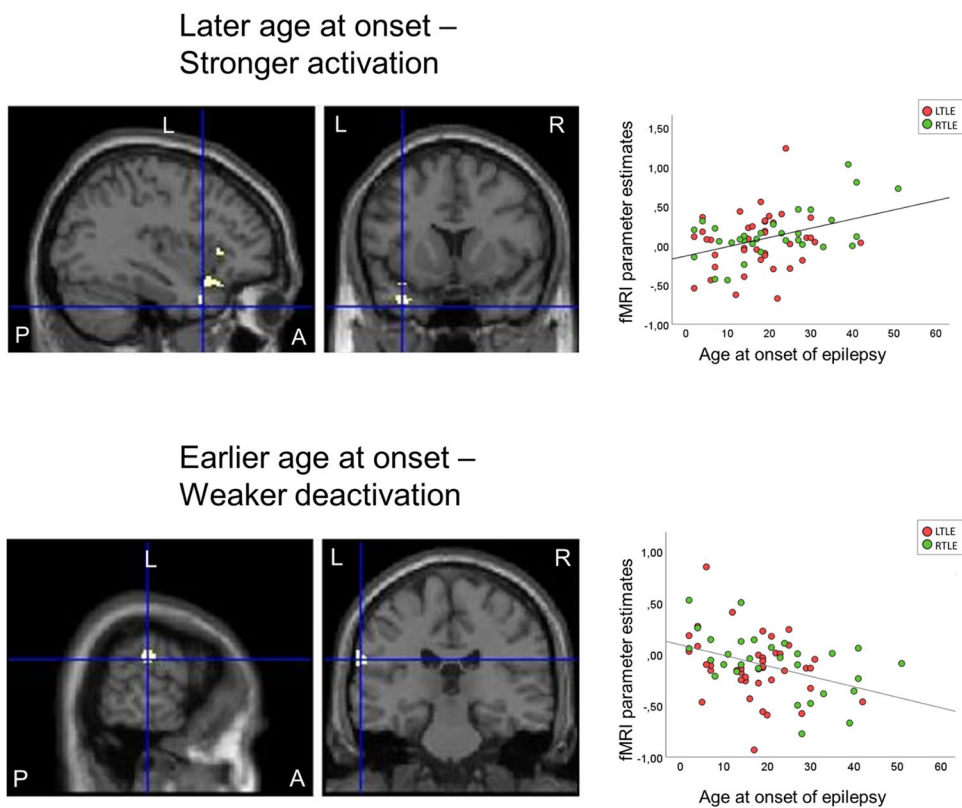 Later age at onset –
Stronger activation
L
P
A
L
R
LTLE
RTLE
fMRI parameter estimates
1,50
1,00
,50
,00
-,50
-1,00
0 10 20 30 40 50 60
Age at onset of epilepsy
Earlier age at onset –
Weaker deactivation
L
P
A
L
R
LTLE
RTLE
fMRI parameter estimates
1,00
,50
,00
-,50
-1,00
0 10 20 30 40 50 60
Age at onset of epilepsy